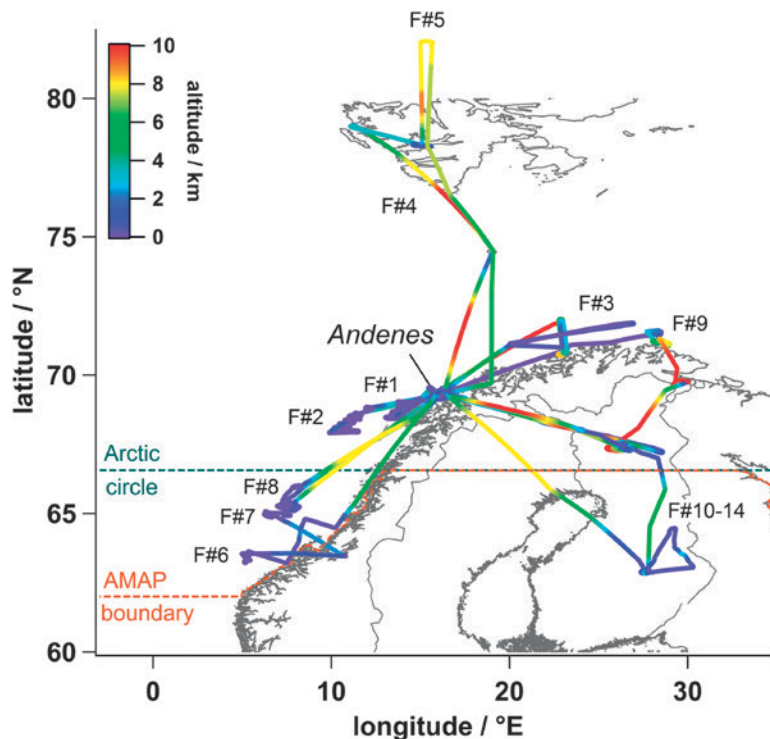 F#5
10
8
6
4
2
0
altitude / km
80
75
70
65
60
latitude / °N
F#4
F#3
F#9
Andenes
F#1
F#2
Arctic
circle
F#8
F#7
F#10-14
F#6
AMAP
boundary
0
10
20
30
longitude / °E